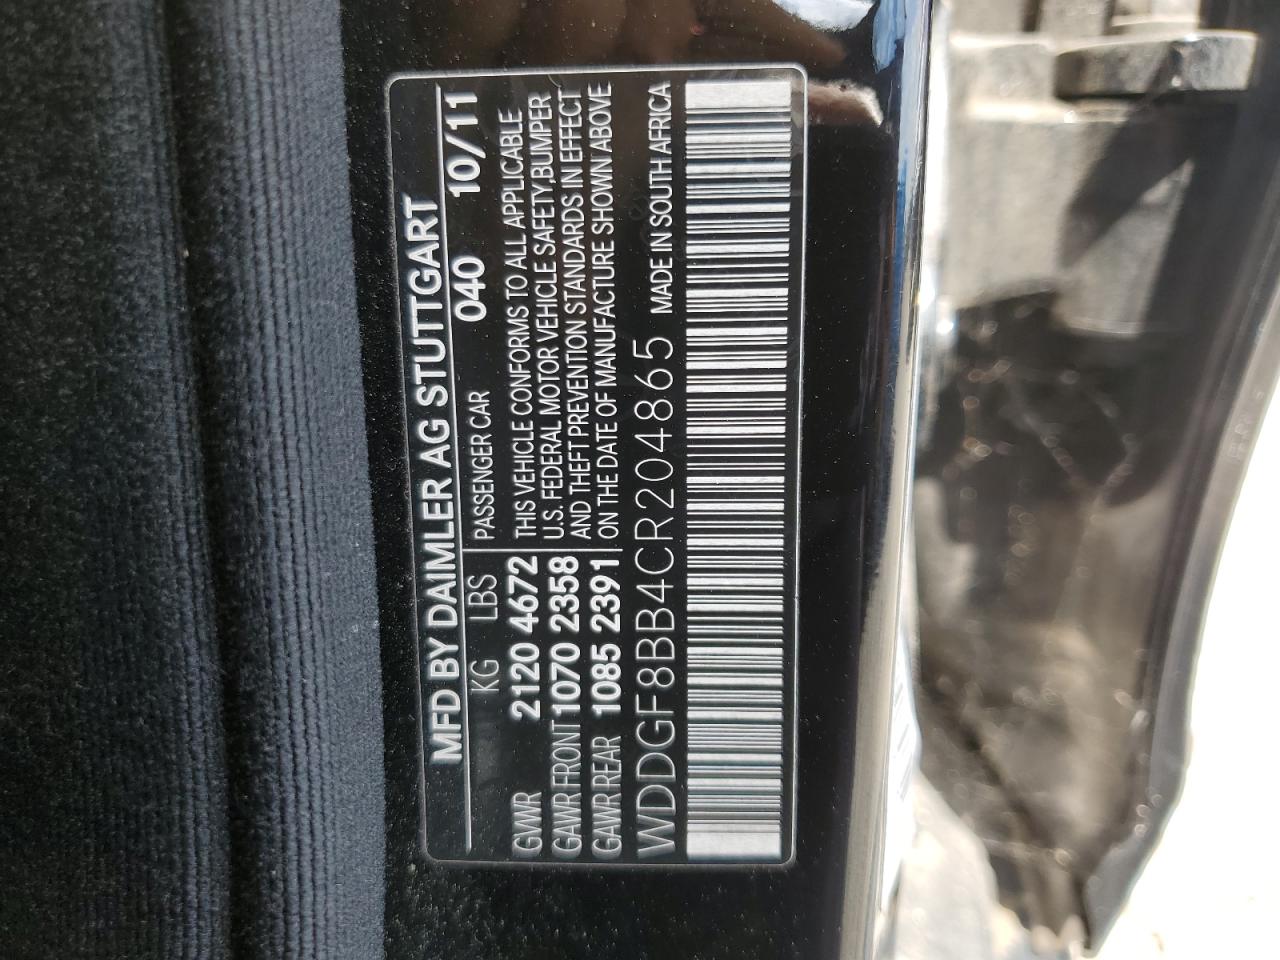 MFD BY DAIMLER AG STUTTGART
KG LBS PASSENGER CAR 040 10/11
GVWR 2120 4672 THIS VEHICLE CONFORMS TO ALL APPLICABLE
GAWR FRONT 1070 2358 U.S. FEDERAL MOTOR VEHICLE SAFETY,BUMPER
GAWR REAR 1085 2391 AND THEFT PREVENTION STANDARDS IN EFFECT
ON THE DATE OF MANUFACTURE SHOWN ABOVE
WDDGF8BB4CR204865 MADE IN SOUTH AFRICA